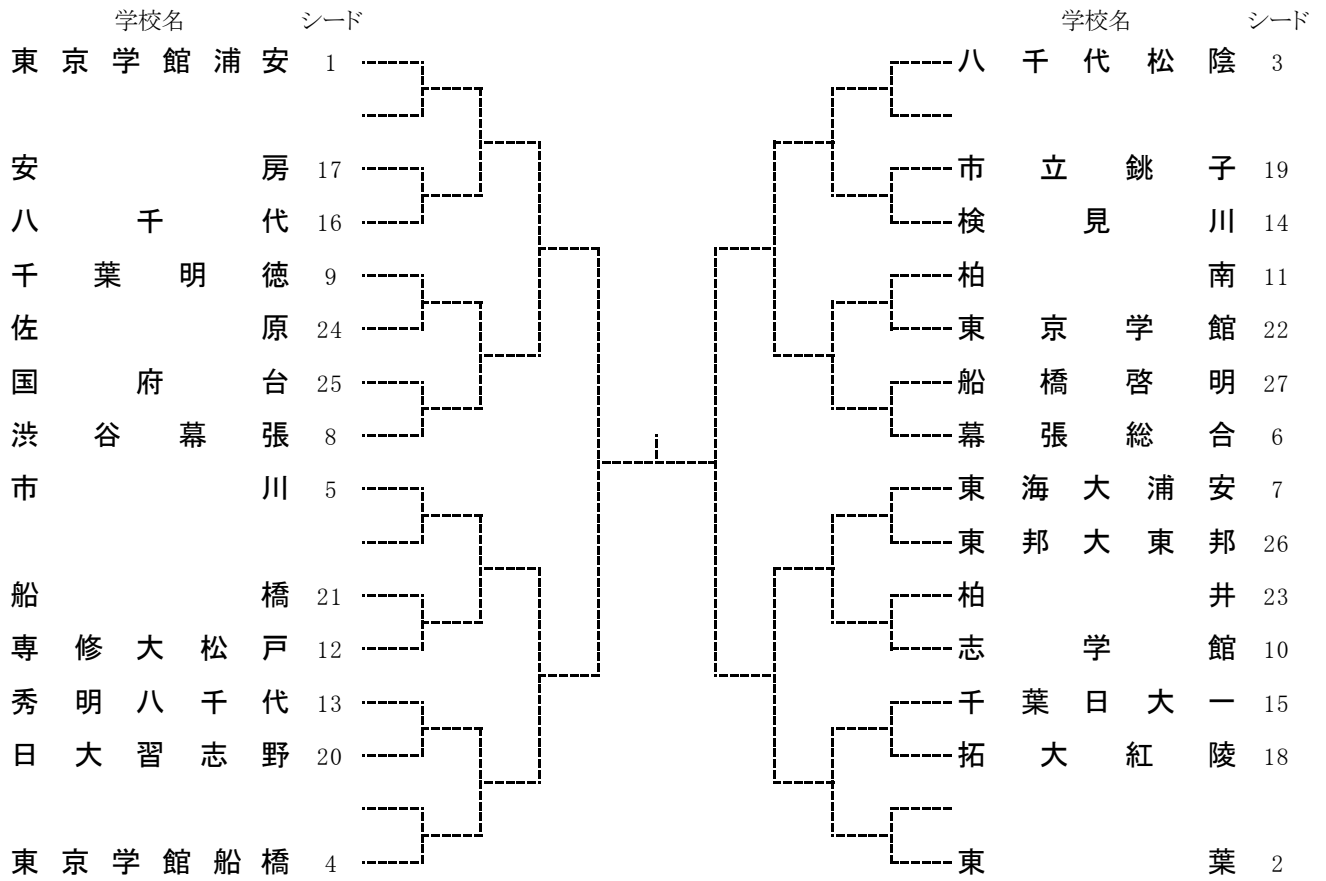 学校名 シード 学校名 シード
東京学館浦安 1 八千代松陰 3
安房 17 市立銚子 19
八千代 16 検見川 14
千葉明徳 9 柏南 11
佐原 24 東京学館 22
国府台 25 船橋啓明 27
渋谷幕張 8 幕張総合 6
市川 5 東海大浦安 7
東邦大東邦 26
船橋 21 柏井 23
専修大松戸 12 志学館 10
秀明八千代 13 千葉日大一 15
日大習志野 20 拓大紅陵 18
東京学館船橋 4 東葉 2